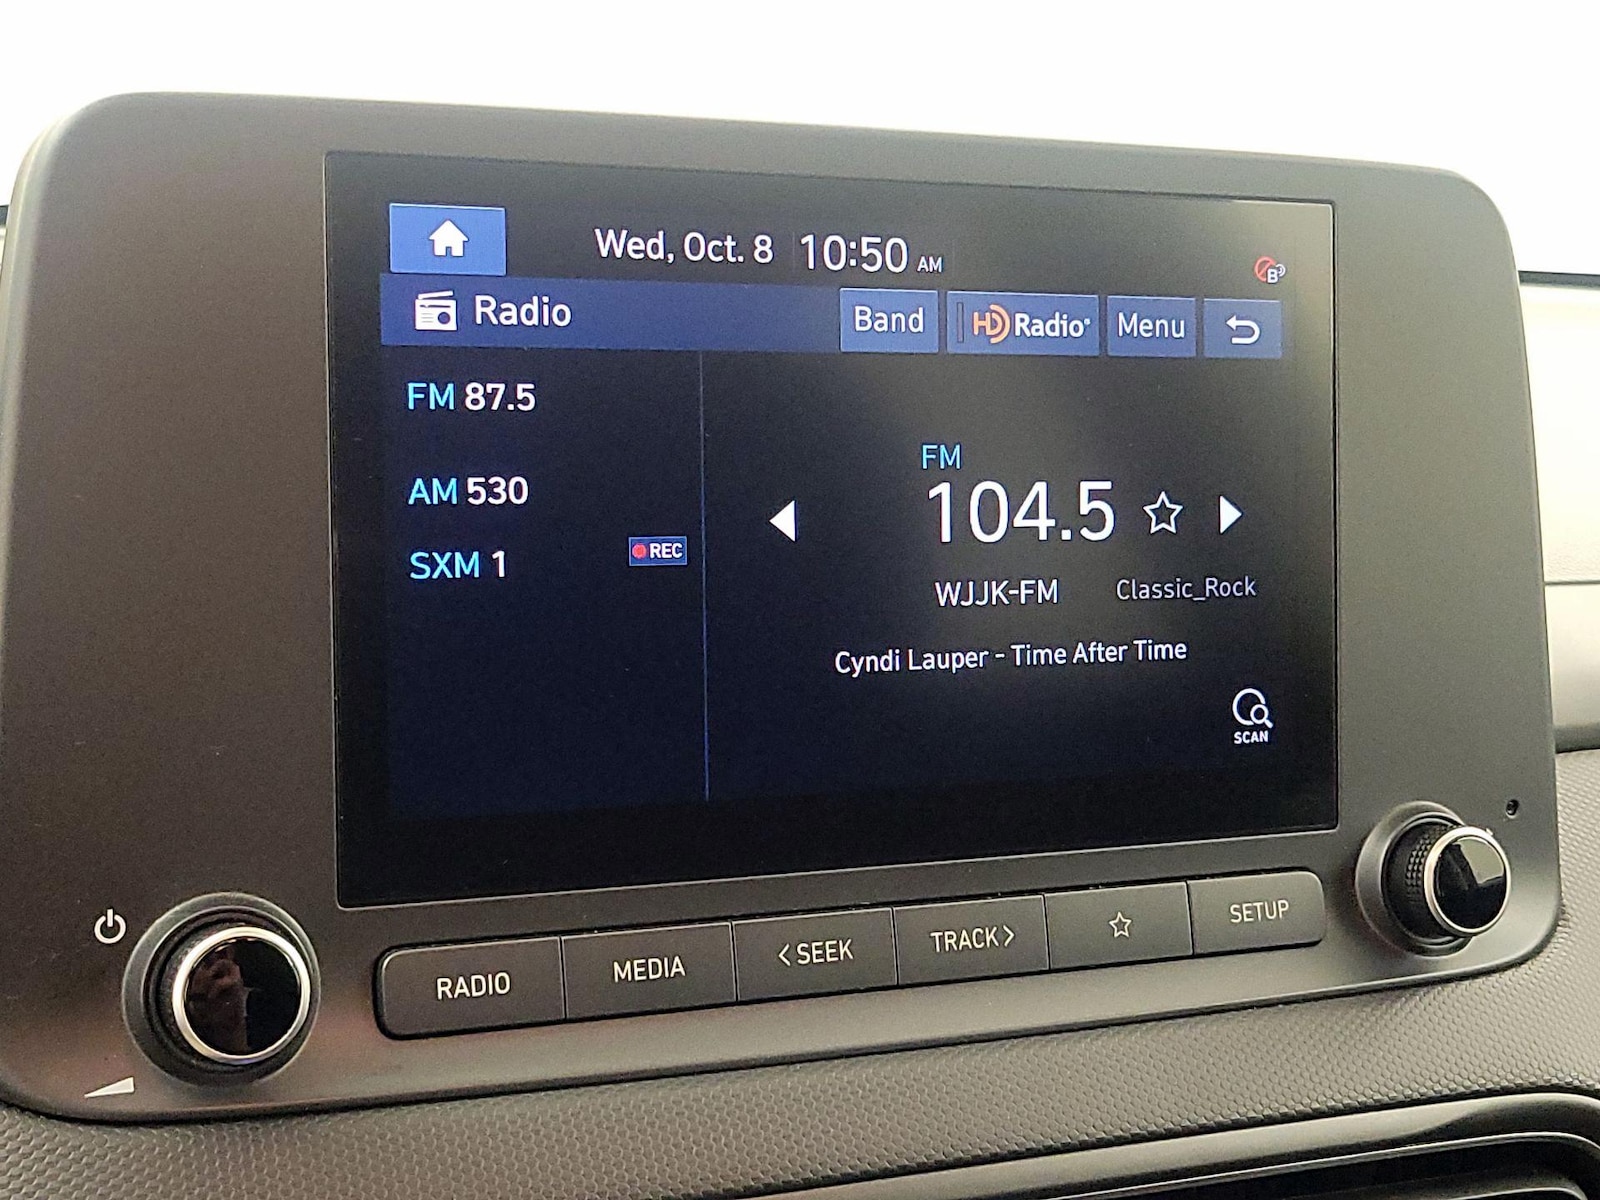 Wed, Oct. 8 10:50 AM
B
Radio Band HD Radio® Menu
FM 87.5
AM 530
SXM 1 REC
FM
104.5
WJJK-FM Classic_Rock
Cyndi Lauper - Time After Time
SCAN
RADIO MEDIA <SEEK TRACK> SETUP